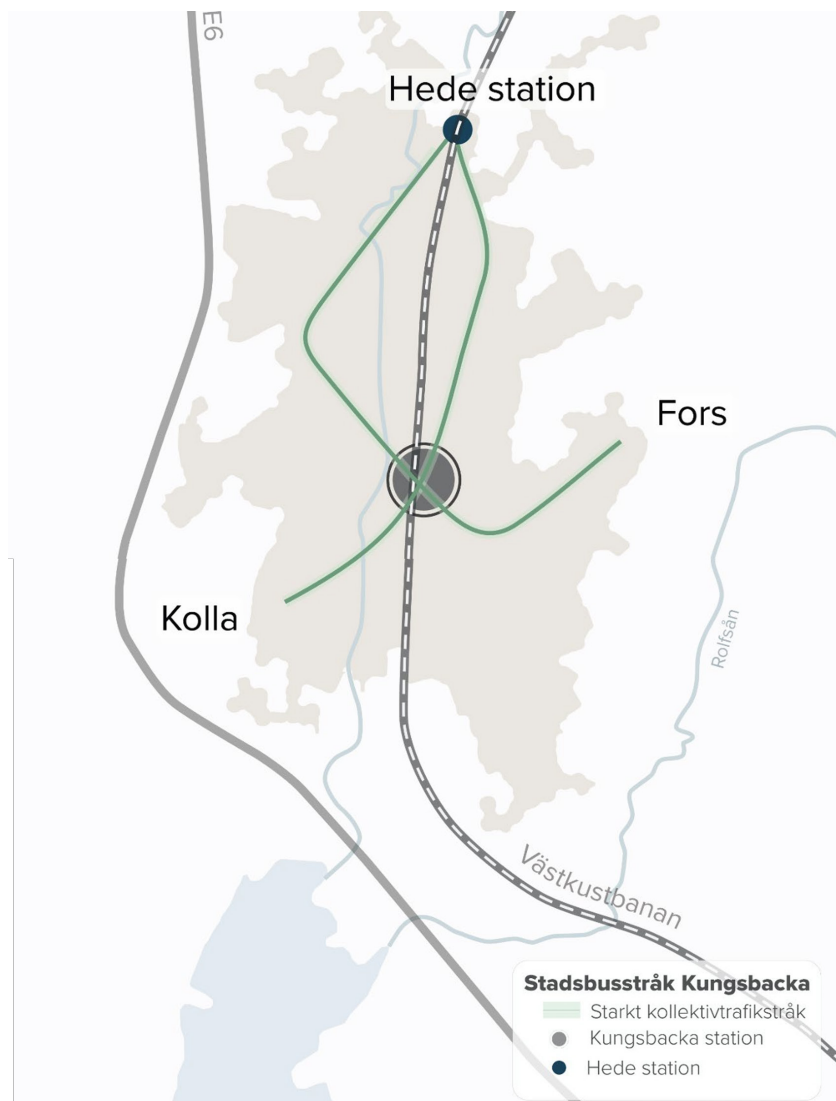 E6
Hede station
Fors
Kolla
Rolfsån
Västkustbanan
Stadsbusstråk Kungsbacka
Starkt kollektivtrafikstråk
Kungsbacka station
Hede station